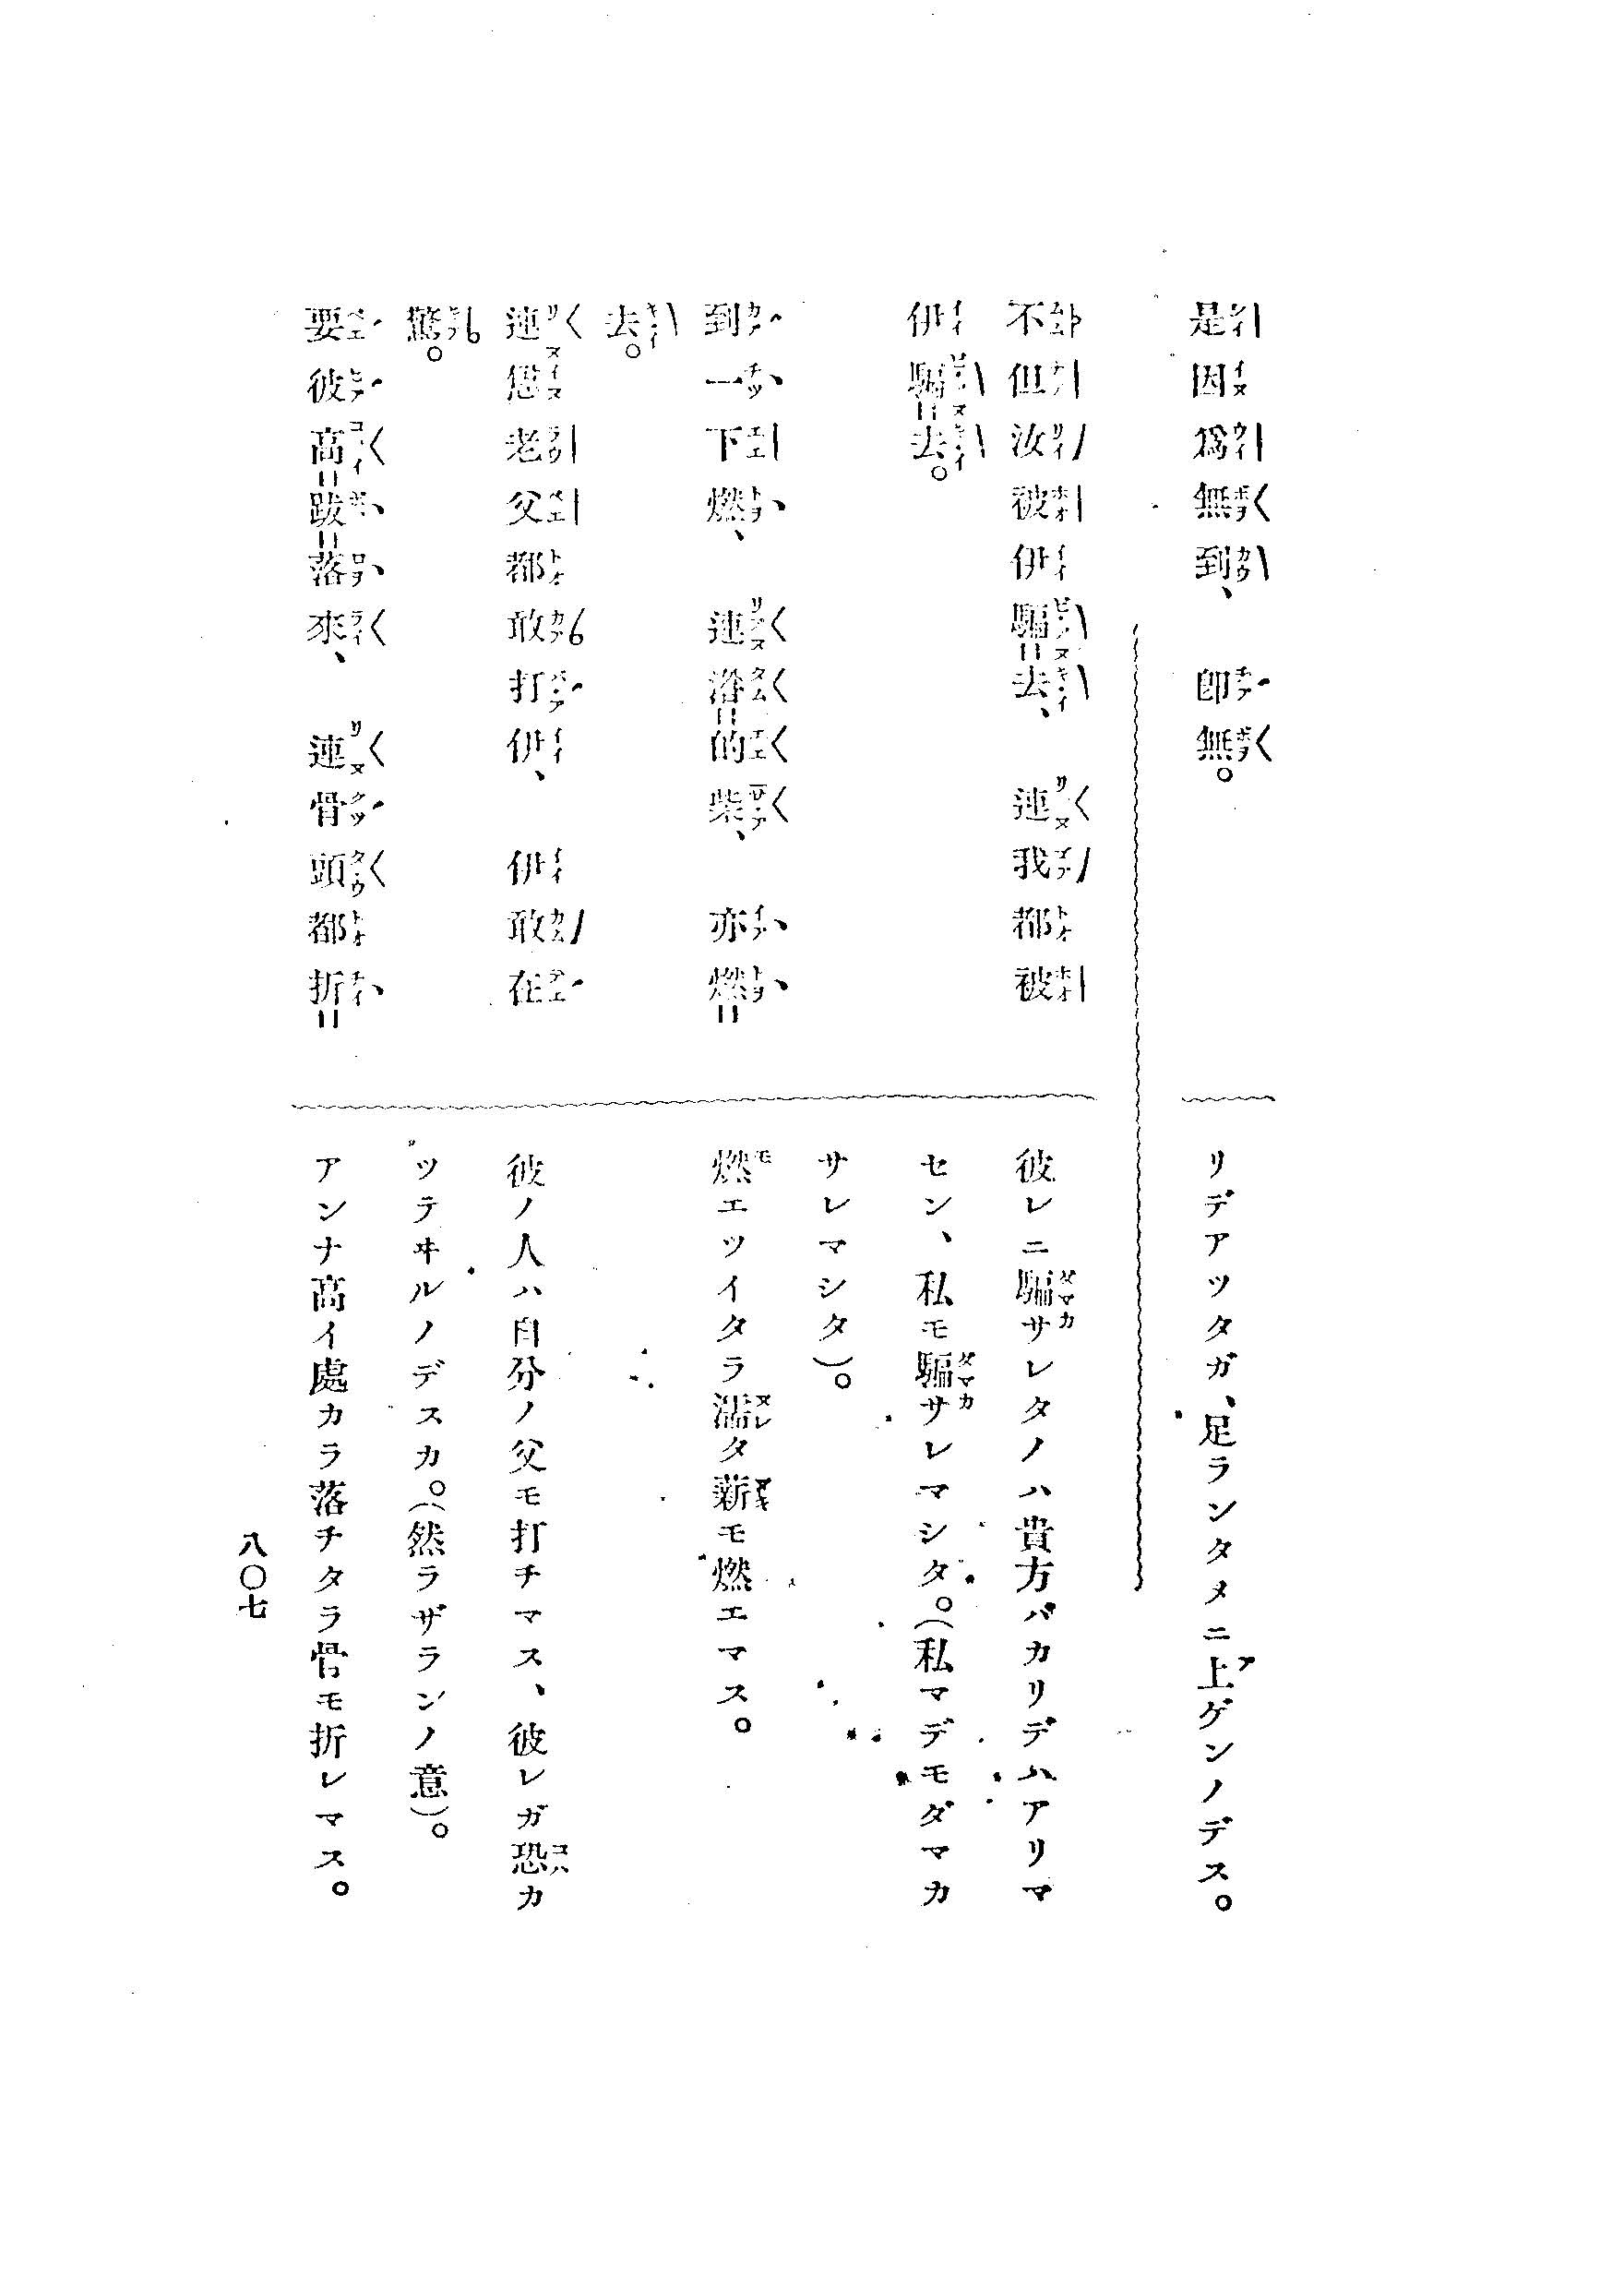 是因爲無到、卽無。
リデアツタガ、足ランタメニ上ゲンノデス。
不但汝被伊騙=去、連我都被
伊騙=去。
彼レニ騙サレタノハ貴方バカリデハアリマ
セン、私モ騙サレマシタ。(私マデモダマカ
サレマシタ)。
到一下燃、連澹=的柴、亦燃=
去。
燃エツイタラ濡タ薪モ燃エマス。
連恁老父都敢打伊、伊敢在
驚。
彼ノ人ハ自分ノ父モ打チマス、彼レガ恐カ
ツテヰルノデスカ。(然ラザランノ意)。
要彼高=跋=落來、連骨頭都折=
アンナ高イ處カラ落チタラ骨モ折レマス。
八〇七